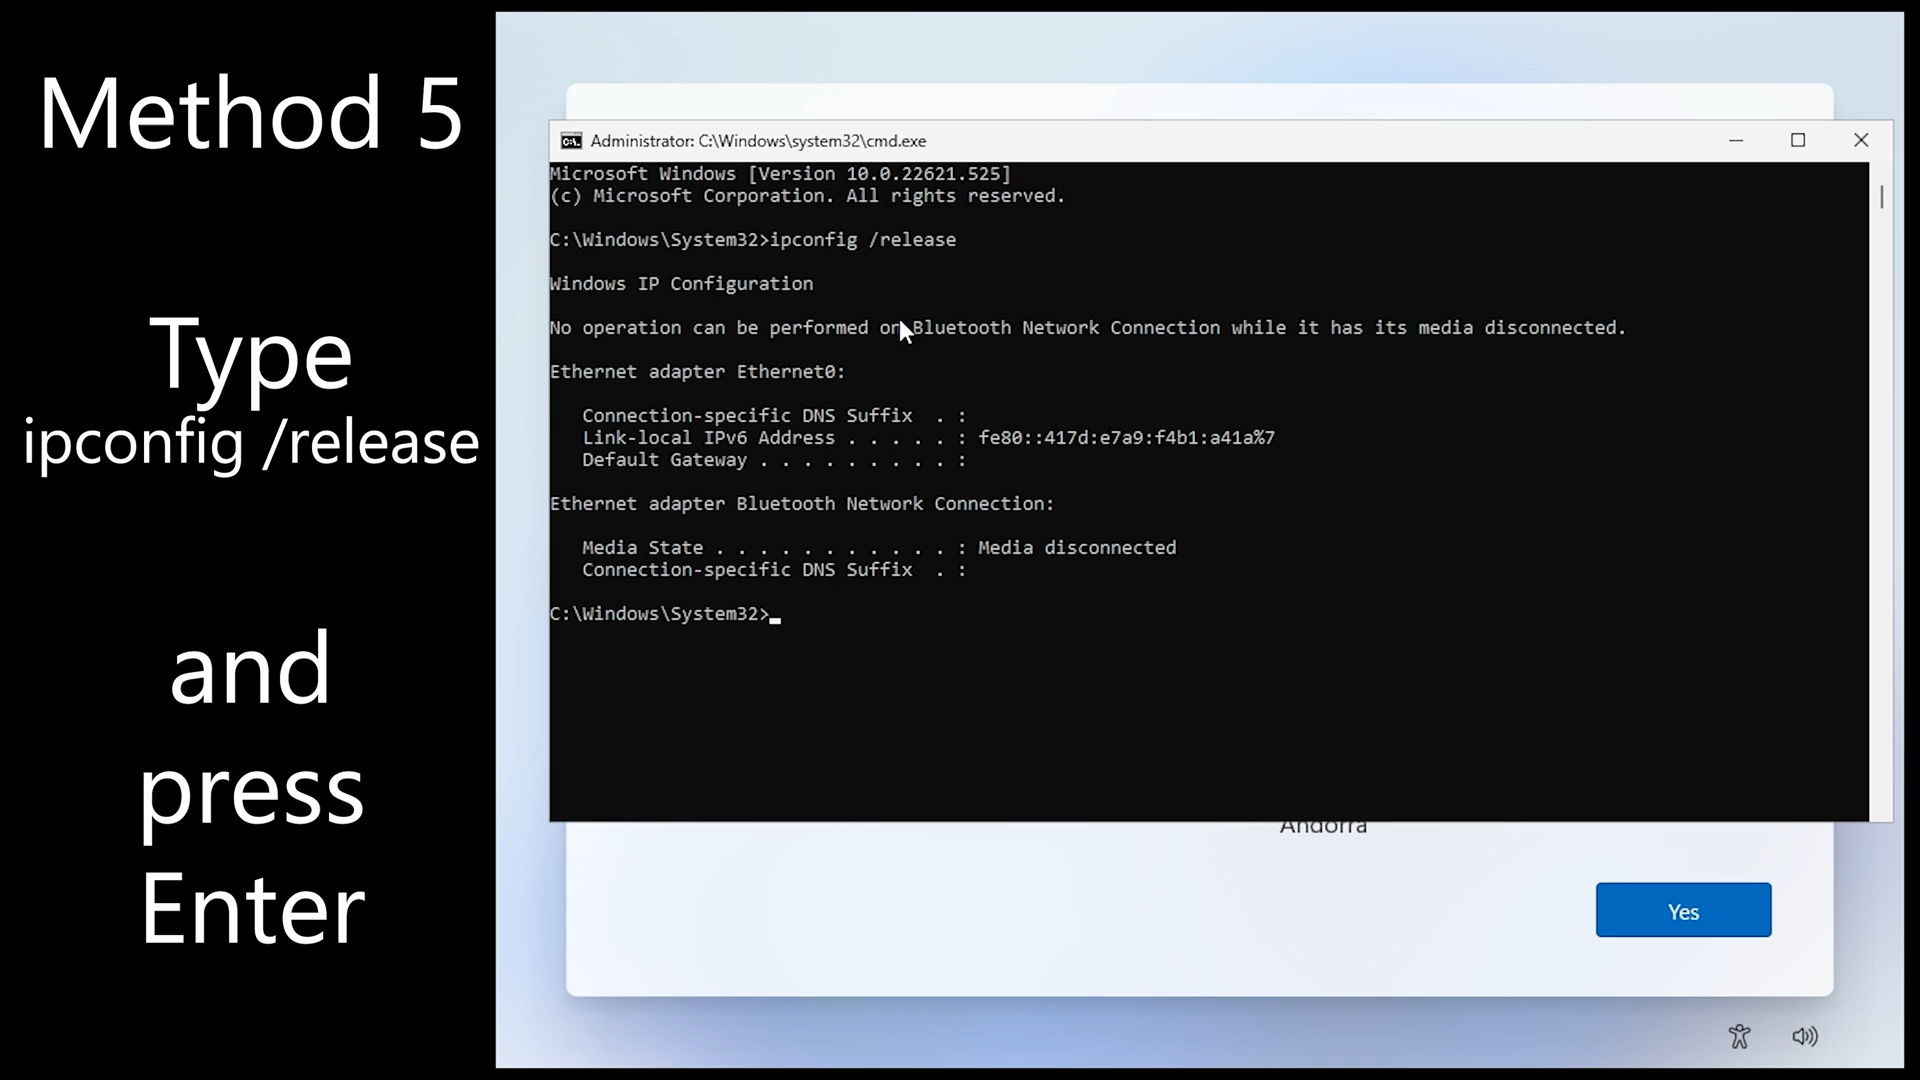 Method 5
Type
ipconfig /release
and
press
Enter
Administrator: C:\Windows\system32\cmd.exe
Microsoft Windows [Version 10.0.22621.525]
(c) Microsoft Corporation. All rights reserved.
C:\Windows\System32>ipconfig /release
Windows IP Configuration
No operation can be performed on Bluetooth Network Connection while it has its media disconnected.
Ethernet adapter Ethernet0:
Connection-specific DNS Suffix  . :
Link-local IPv6 Address . . . . . : fe80::417d:e7a9:f4b1:a41a%7
Default Gateway . . . . . . . . . :
Ethernet adapter Bluetooth Network Connection:
Media State . . . . . . . . . . . : Media disconnected
Connection-specific DNS Suffix  . :
C:\Windows\System32>
Andorra
Yes